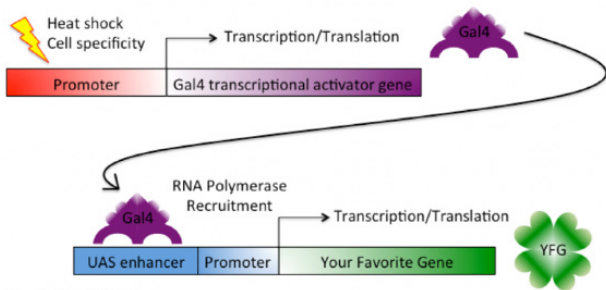 Heat shock
Cell specificity
Transcription/Translation
Gal4
Promoter
Gal4 transcriptional activator gene
Gal4
RNA Polymerase
Recruitment
Transcription/Translation
UAS enhancer
Promoter
Your Favorite Gene
YFG